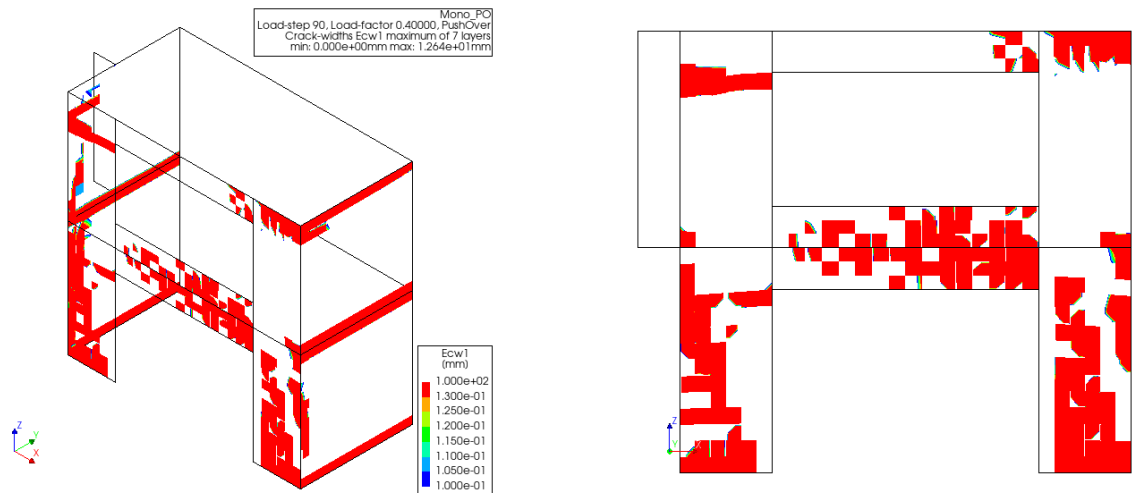 Mono_PO
Load-step 90, Load-factor 0.40000, PushOver
Crack-widths Ecw1 maximum of 7 layers
min: 0.000e+00mm max: 1.264e+01mm
Ecw1
(mm)
1.000e+02
1.300e-01
1.250e-01
1.200e-01
1.150e-01
1.100e-01
1.050e-01
1.000e-01
Z
Y
X
Z
Y